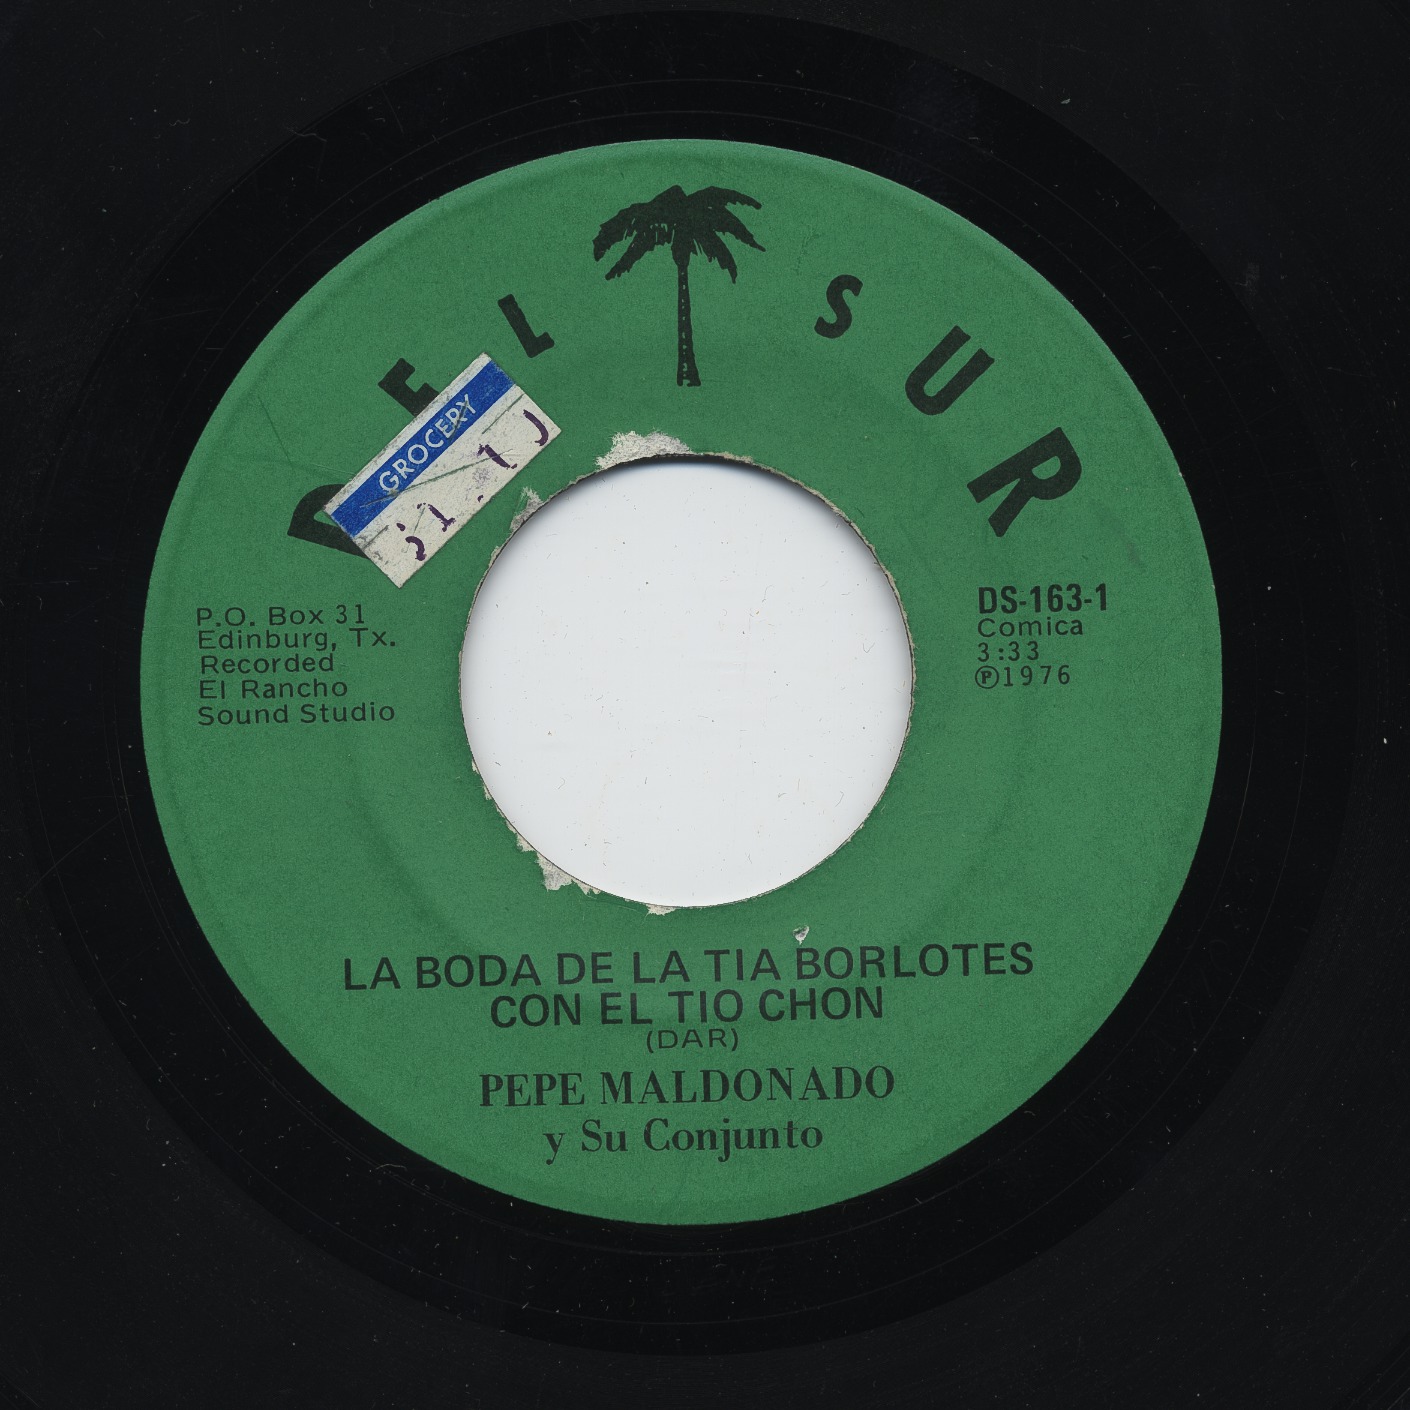 DEL SUR
GROCERY
P.O. Box 31
Edinburg, Tx.
Recorded
El Rancho
Sound Studio
DS-163-1
Comica
3:33
Ⓟ1976
LA BODA DE LA TIA BORLOTES
CON EL TIO CHON
(DAR)
PEPE MALDONADO
y Su Conjunto